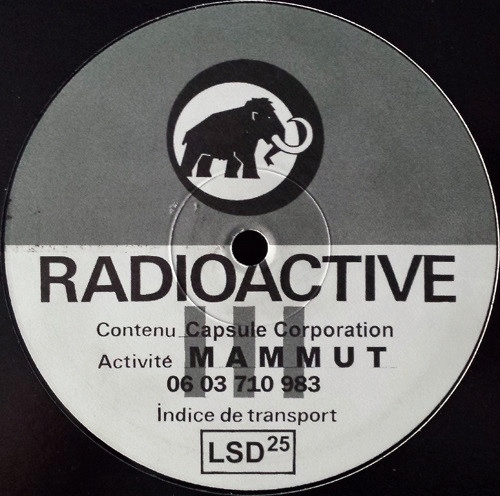 RADIOACTIVE
III
Contenu Capsule Corporation
Activité MAMMUT
06 03 710 983
indice de transport
LSD25